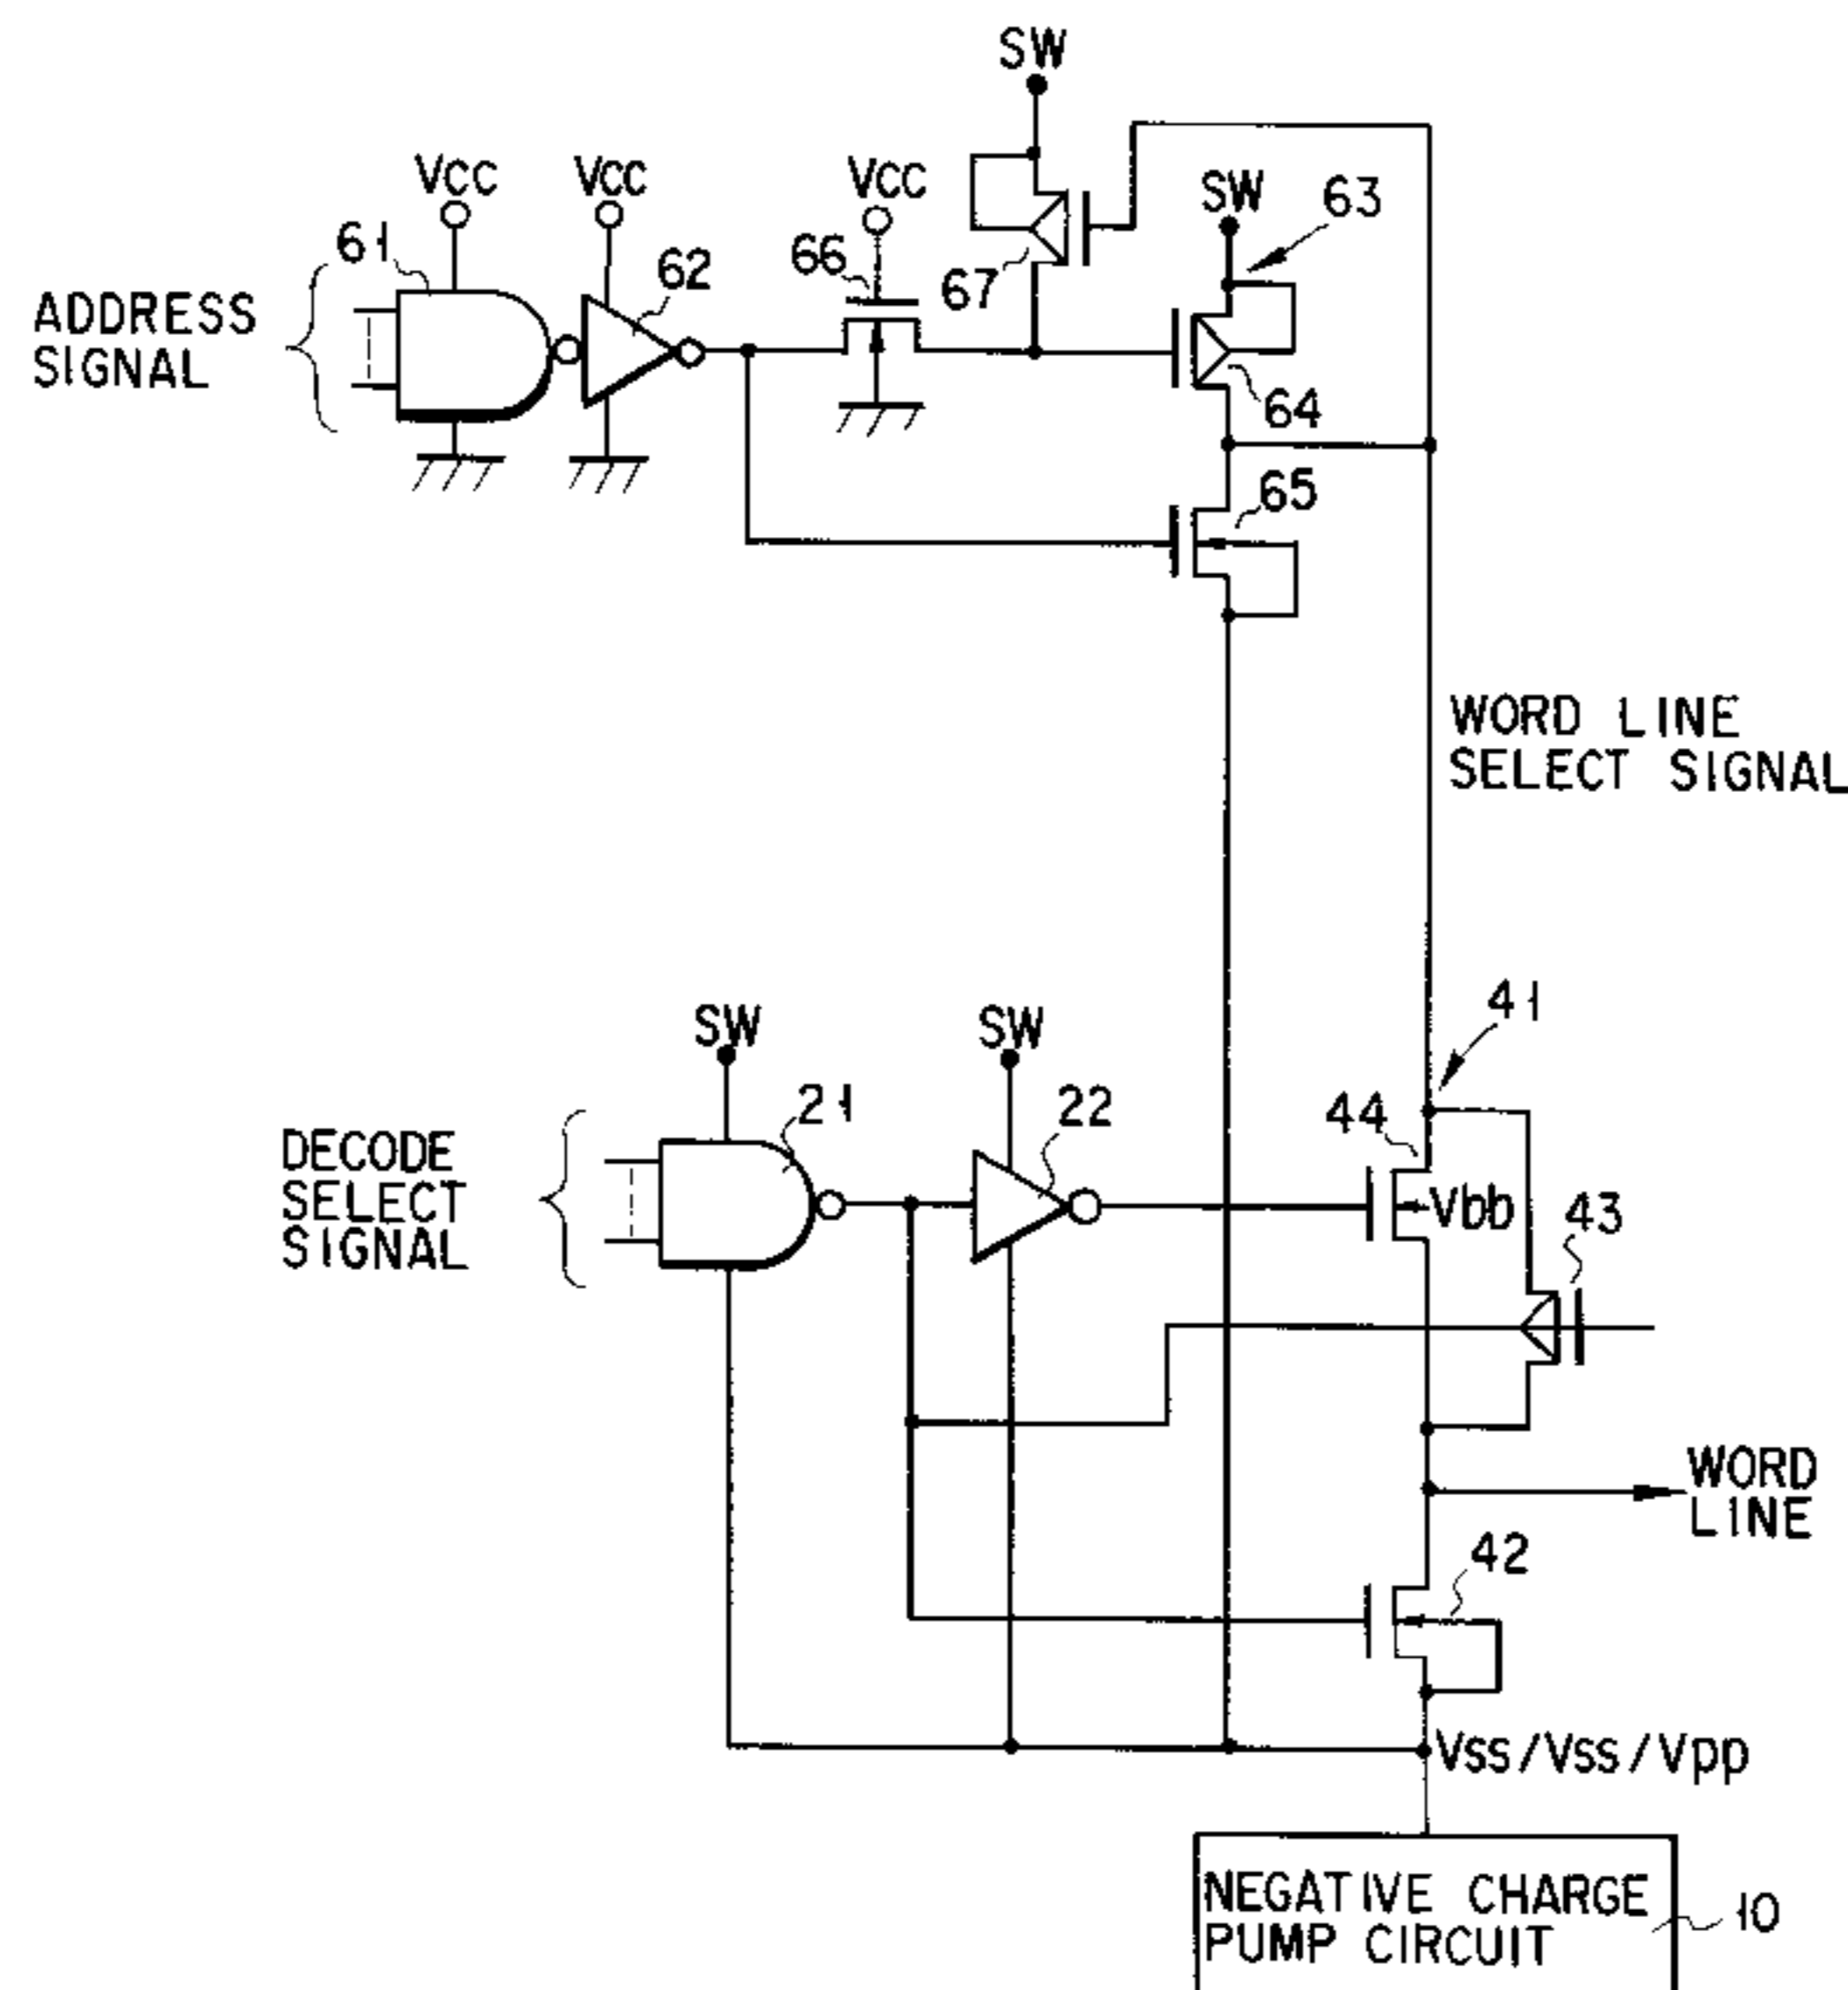 SW
VCC
VCC
VCC
SW
63
61
62
66
67
ADDRESS
SIGNAL
64
65
WORD LINE
SELECT SIGNAL
SW
SW
41
21
22
44
DECODE
SELECT
SIGNAL
Vbb
43
WORD
LINE
42
VSS/VSS/VPP
NEGATIVE CHARGE
PUMP CIRCUIT
10